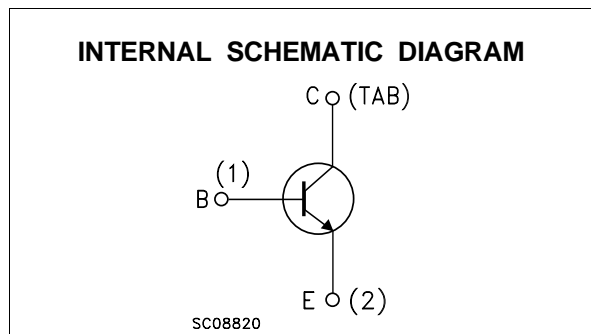 INTERNAL SCHEMATIC DIAGRAM
C (TAB)
(1)
B
E (2)
SC08820